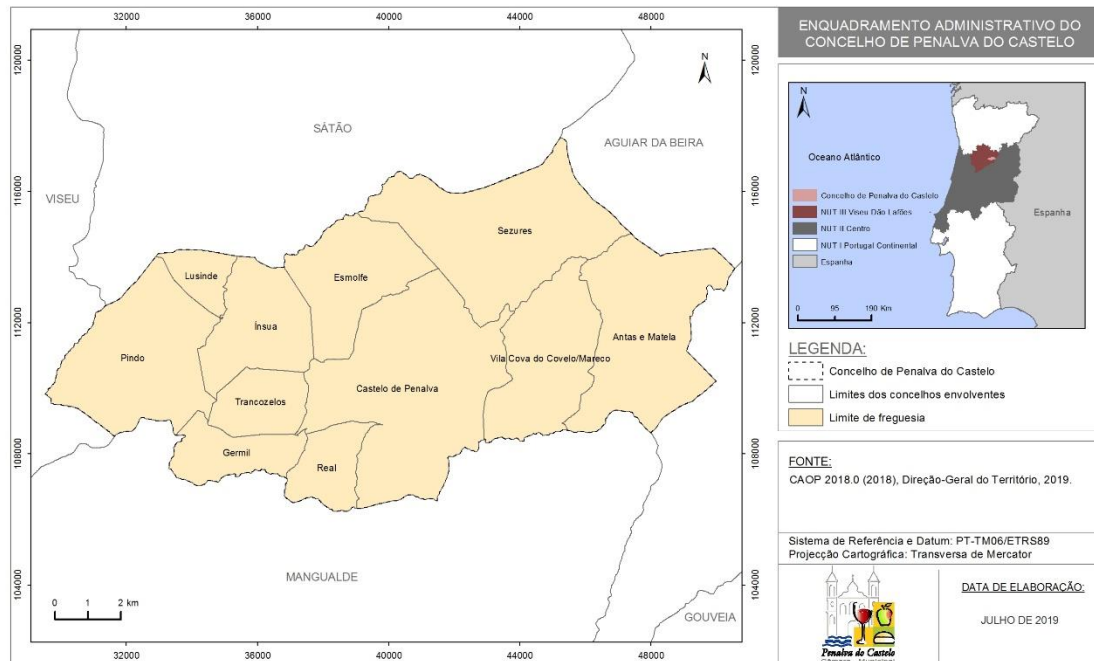 32000 36000 40000 44000 48000
120000
120000
116000
116000
112000
112000
108000
108000
104000
104000
N
SÁTÃO
AGUIAR DA BEIRA
VISEU
Sezures
Lusinde
Esmolfe
Ínsua
Antas e Matela
Pindo
Vila Cova do Covelo/Mareco
Castelo de Penalva
Trancozelos
Germil
Real
MANGUALDE
GOUVEIA
0 1 2 km
32000 36000 40000 44000 48000
ENQUADRAMENTO ADMINISTRATIVO DO
CONCELHO DE PENALVA DO CASTELO
N
Oceano Atlântico
Espanha
Concelho de Penalva do Castelo
NUT III Viseu Dão Lafões
NUT II Centro
NUT I Portugal Continental
Espanha
0 95 190 Km
LEGENDA:
Concelho de Penalva do Castelo
Limites dos concelhos envolventes
Limite de freguesia
FONTE:
CAOP 2018.0 (2018), Direção-Geral do Território, 2019.
Sistema de Referência e Datum: PT-TM06/ETRS89
Projecção Cartográfica: Transversa de Mercator
Penalva do Castelo
Câmara Municipal
DATA DE ELABORAÇÃO:
JULHO DE 2019